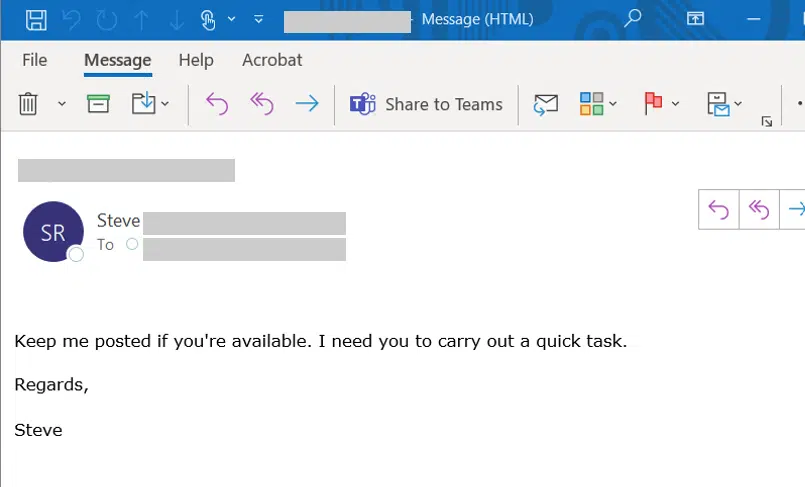 Message (HTML)
File Message Help Acrobat
Share to Teams
SR
Steve
To
Keep me posted if you're available. I need you to carry out a quick task.
Regards,
Steve